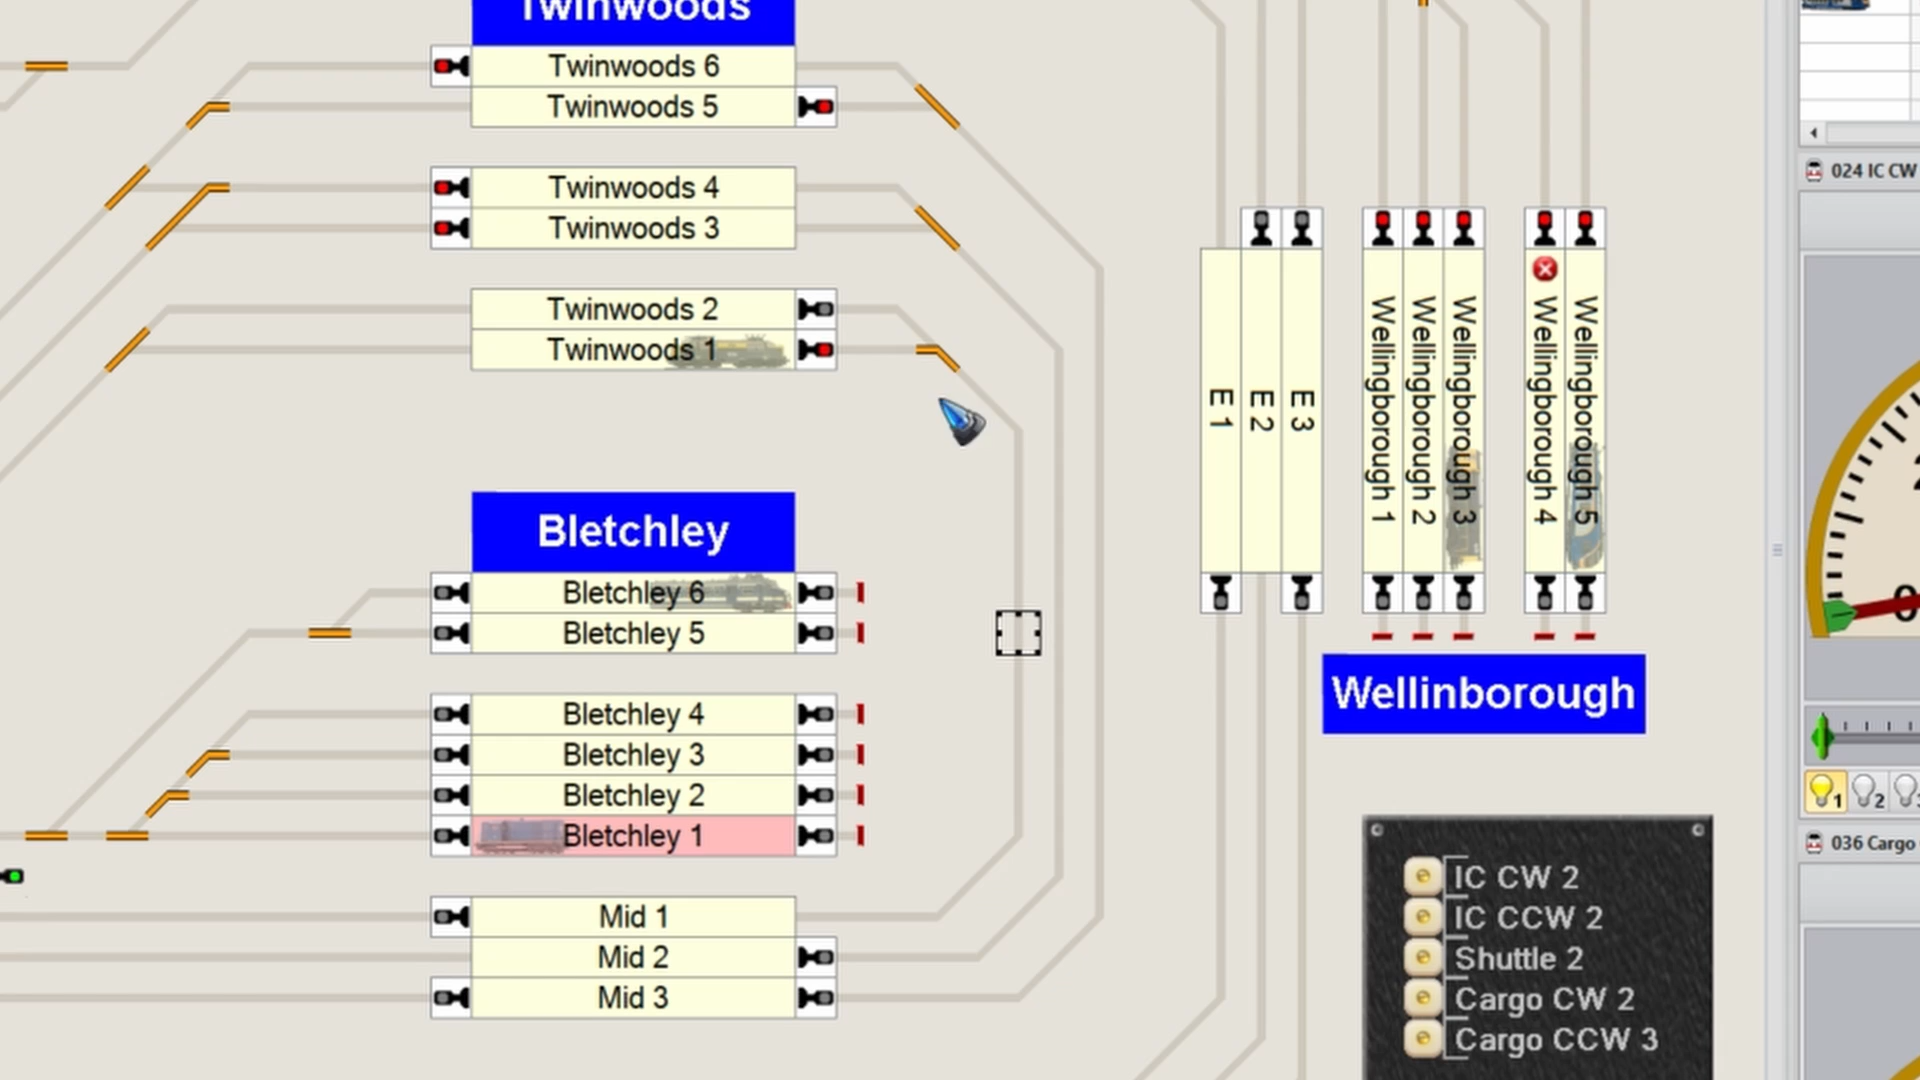 Twinwoods
Twinwoods 6
Twinwoods 5
Twinwoods 4
Twinwoods 3
Twinwoods 2
Twinwoods 1
Bletchley
Bletchley 6
Bletchley 5
Bletchley 4
Bletchley 3
Bletchley 2
Bletchley 1
Mid 1
Mid 2
Mid 3
E 1
E 2
E 3
Wellingborough 1
Wellingborough 2
Wellingborough 3
Wellingborough 4
Wellingborough 5
Wellinborough
IC CW 2
IC CCW 2
Shuttle 2
Cargo CW 2
Cargo CCW 3
024 IC CW
0
1
2
036 Cargo